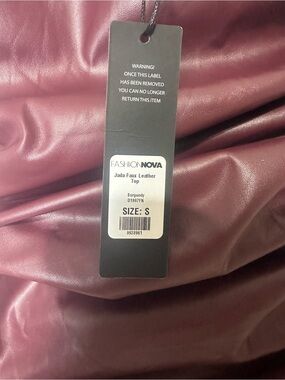 WARNING!
ONCE THIS LABEL
HAS BEEN REMOVED
YOU CAN NO LONGER
RETURN THIS ITEM
FASHIONNOVA
Jada Faux Leather
Top
Burgundy
SIZE: S